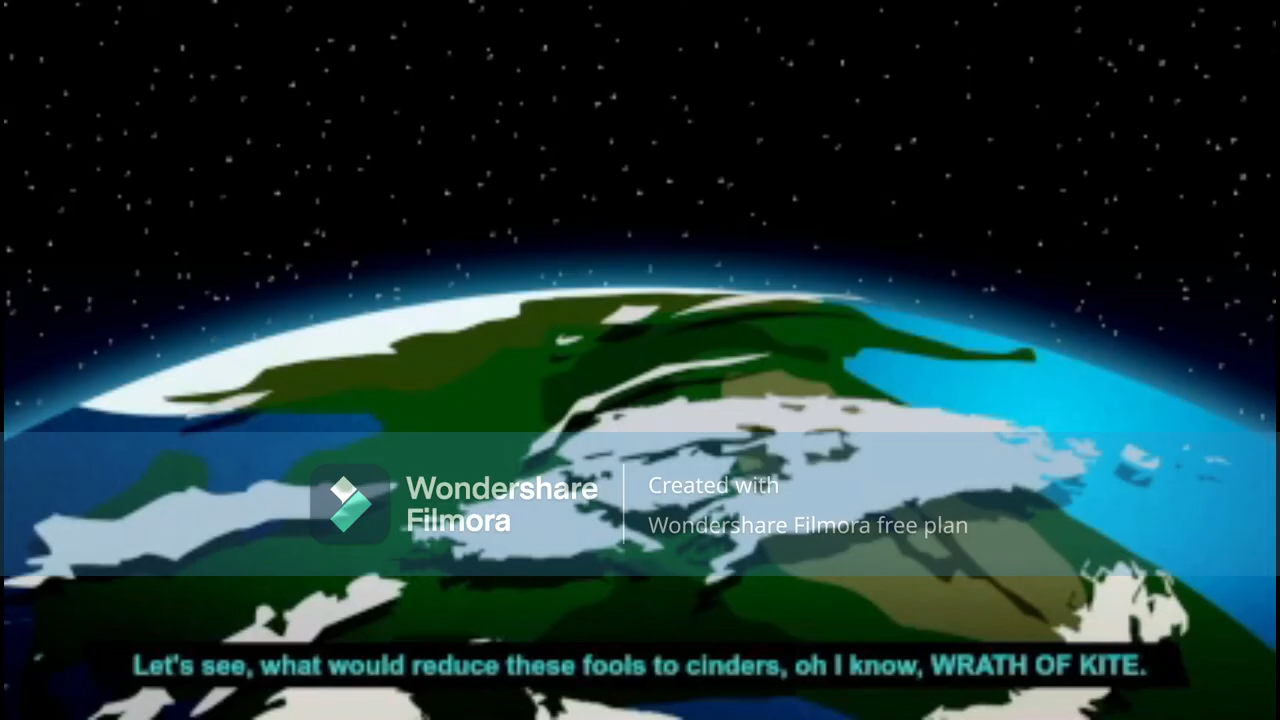 Wondershare
Filmora
Created with
Wondershare Filmora free plan
Let's see, what would reduce these fools to cinders, oh I know, WRATH OF KITE.